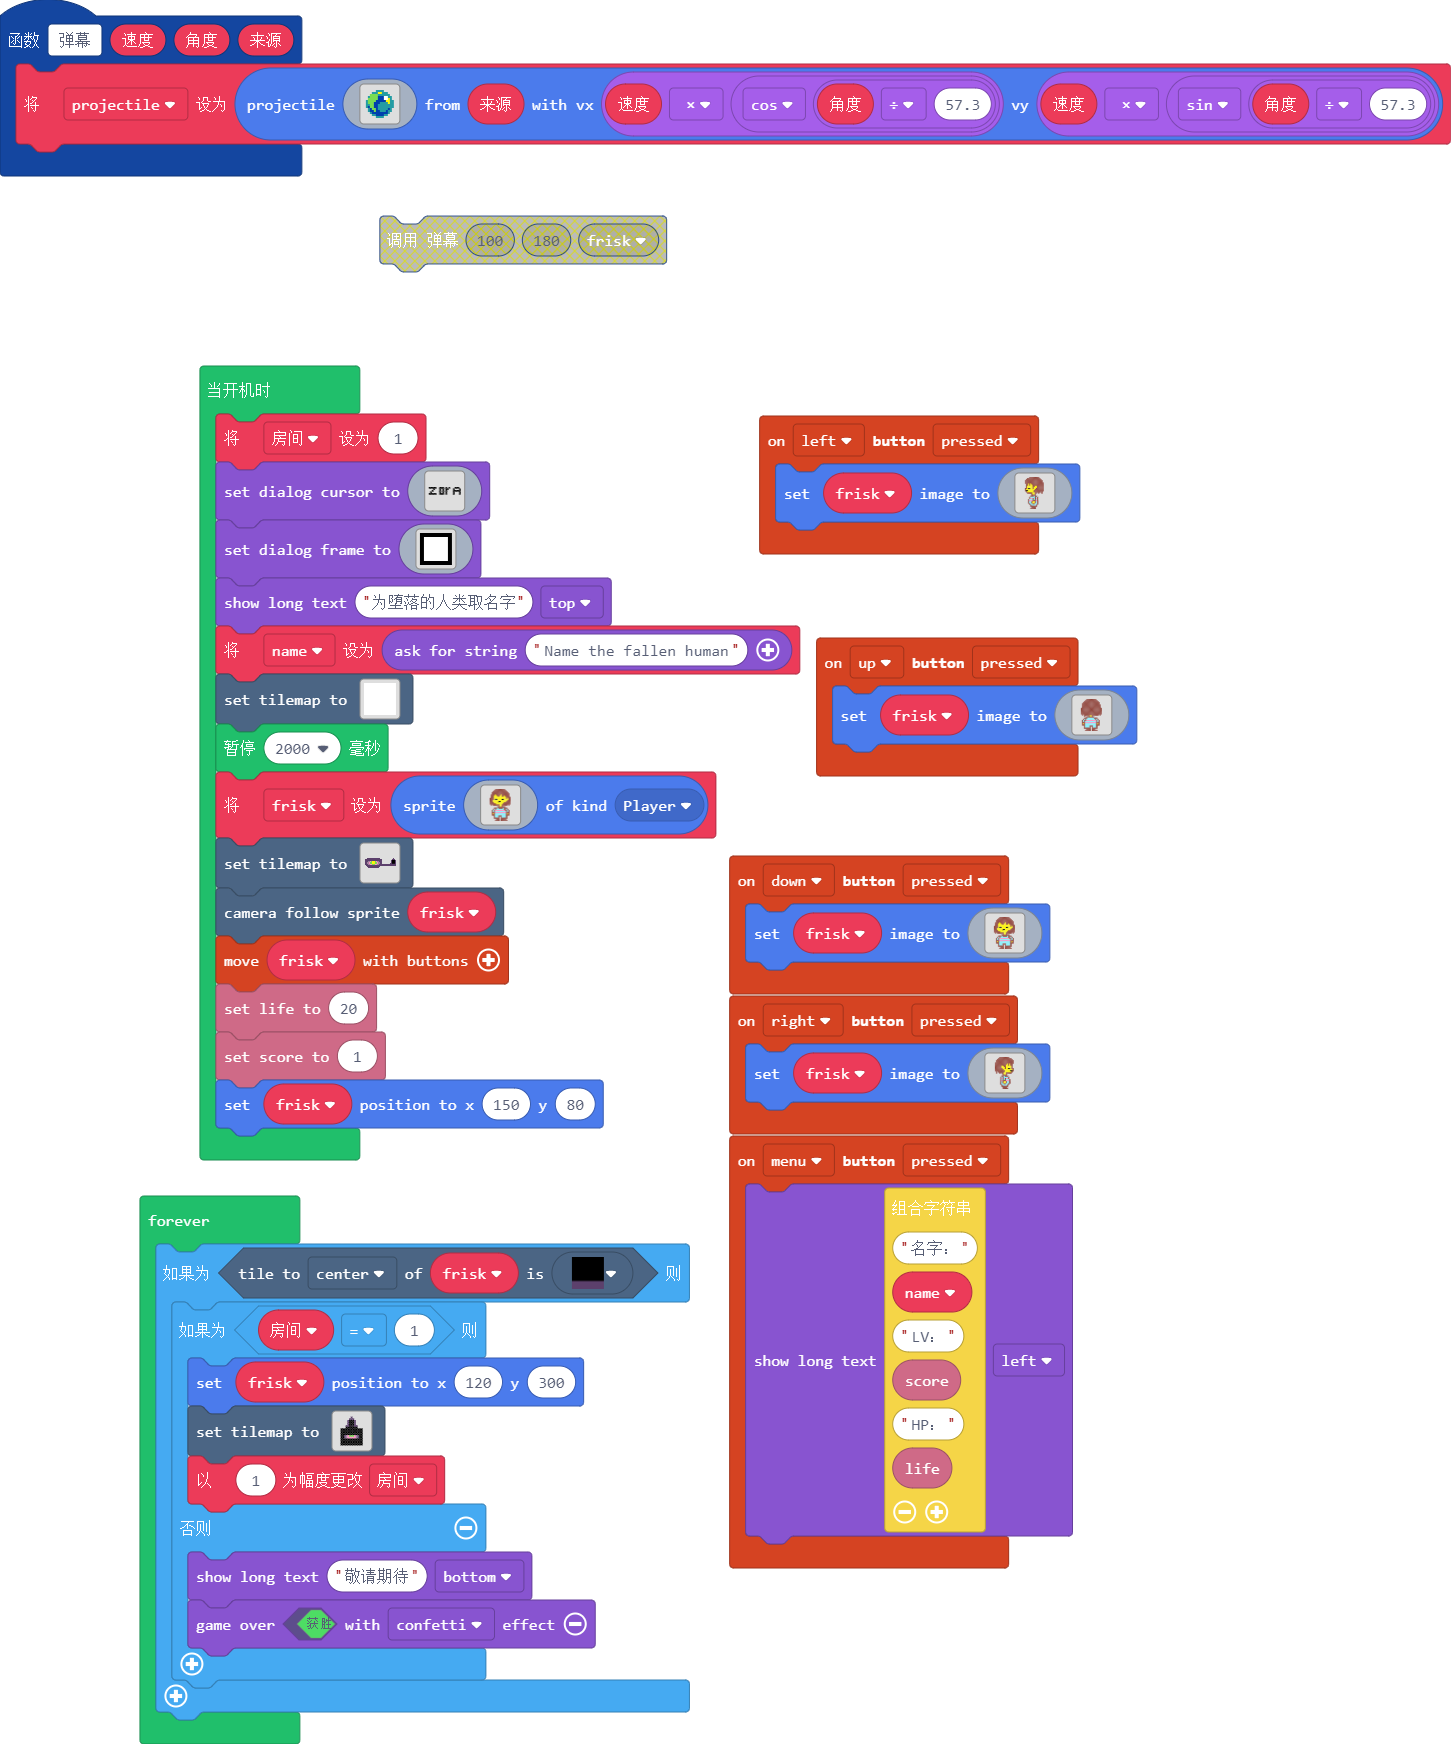 函数 弹幕 速度 角度 来源
将 projectile 设为 projectile from 来源 with vx 速度 × cos 角度 ÷ 57.3 vy 速度 × sin 角度 ÷ 57.3
调用 弹幕 100 180 frisk
当开机时
将 房间 设为 1
set dialog cursor to ZorA
set dialog frame to
show long text "为堕落的人类取名字" top
将 name 设为 ask for string "Name the fallen human"
set tilemap to
暂停 2000 毫秒
将 frisk 设为 sprite of kind Player
set tilemap to
camera follow sprite frisk
move frisk with buttons
set life to 20
set score to 1
set frisk position to x 150 y 80
on left button pressed
set frisk image to
on up button pressed
set frisk image to
on down button pressed
set frisk image to
on right button pressed
set frisk image to
on menu button pressed
show long text 组合字符串 left
"名字："
name
"LV："
score
"HP："
life
forever
如果为 tile to center of frisk is 则
如果为 房间 = 1 则
set frisk position to x 120 y 300
set tilemap to
以 1 为幅度更改 房间
否则
show long text "敬请期待" bottom
game over 获胜 with confetti effect